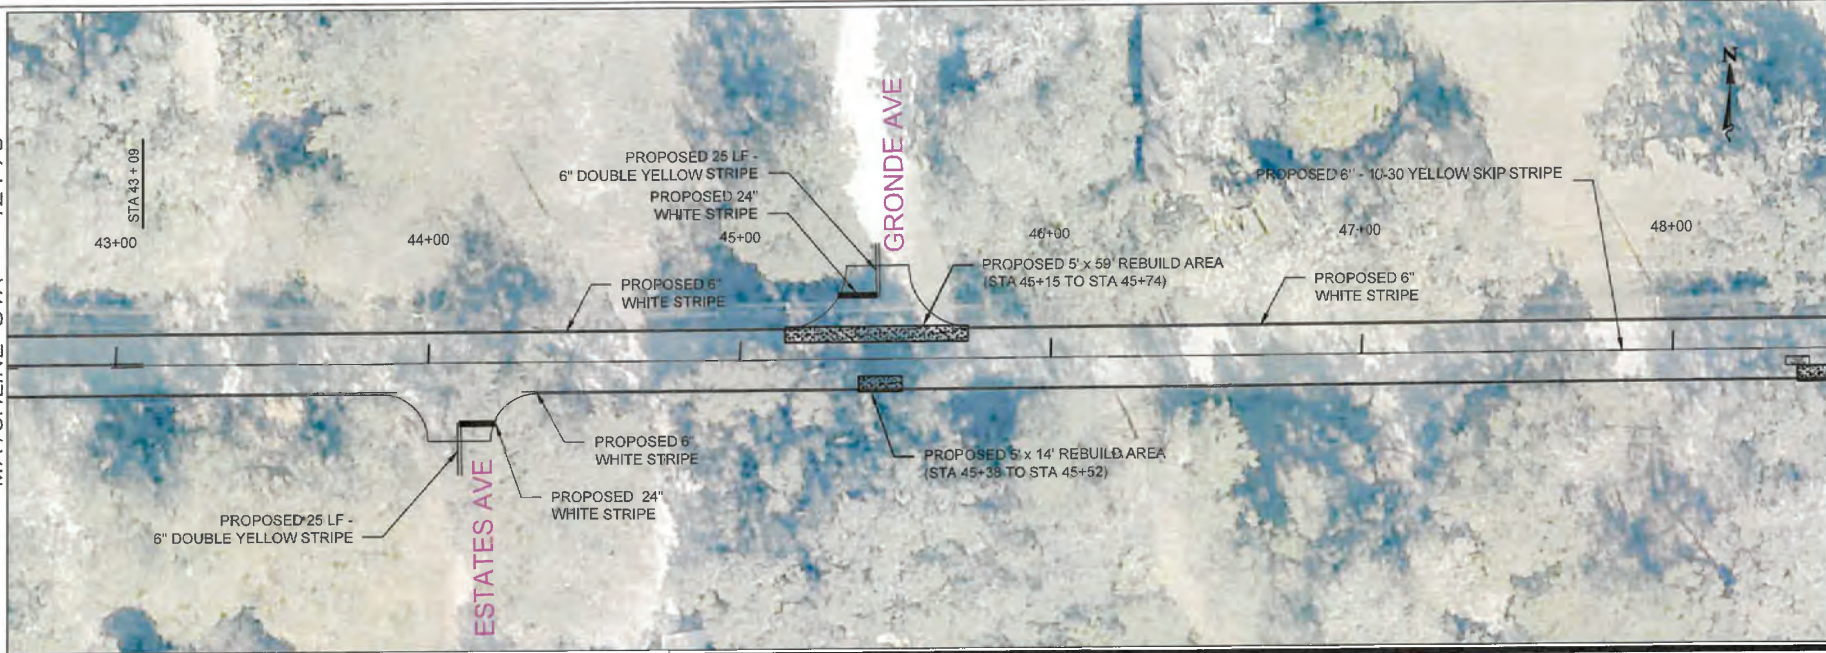 STA 43 + 09
43+00
44+00
45+00
46+00
47+00
48+00
N
PROPOSED 25 LF -
6" DOUBLE YELLOW STRIPE
PROPOSED 24"
WHITE STRIPE
GRONDE AVE
PROPOSED 6" - 10-30 YELLOW SKIP STRIPE
PROPOSED 6"
WHITE STRIPE
PROPOSED 5' x 59' REBUILD AREA
(STA 45+15 TO STA 45+74)
PROPOSED 6"
WHITE STRIPE
PROPOSED 6"
WHITE STRIPE
PROPOSED 24"
WHITE STRIPE
PROPOSED 25 LF -
6" DOUBLE YELLOW STRIPE
ESTATES AVE
PROPOSED 5' x 14' REBUILD AREA
(STA 45+38 TO STA 45+52)